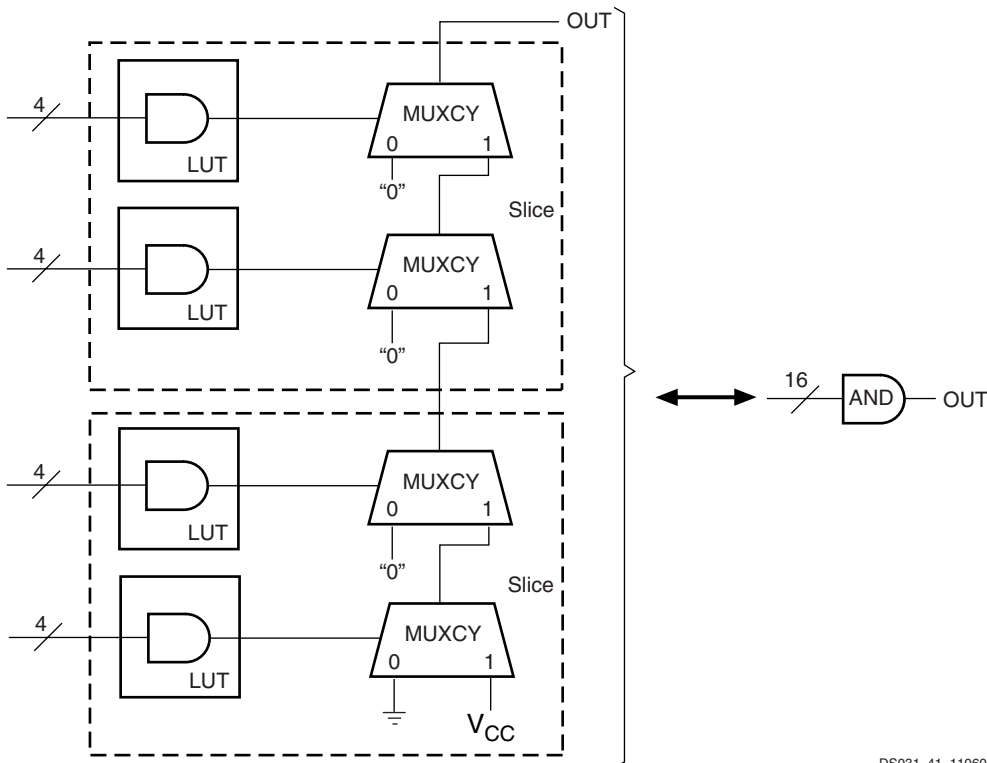 OUT
4
MUXCY
0 1
LUT
“0”
Slice
4
MUXCY
0 1
LUT
“0”
16
AND
OUT
4
MUXCY
0 1
LUT
“0”
Slice
4
MUXCY
0 1
LUT
VCC